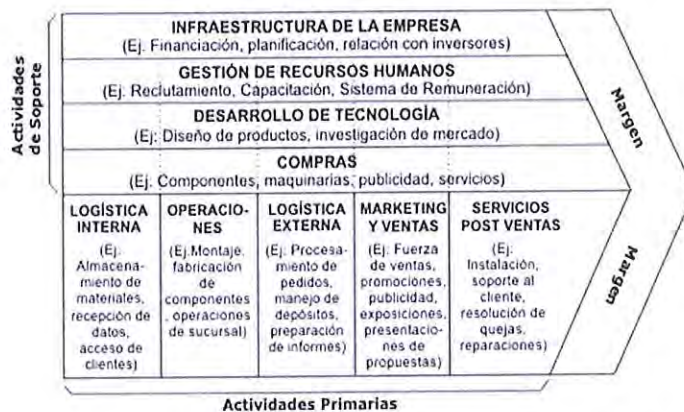 Actividades
de Soporte
INFRAESTRUCTURA DE LA EMPRESA
(Ej. Financiación, planificación, relación con inversores)
GESTIÓN DE RECURSOS HUMANOS
(Ej: Reclutamiento, Capacitación, Sistema de Remuneración)
DESARROLLO DE TECNOLOGÍA
(Ej: Diseño de productos, investigación de mercado)
COMPRAS
(Ej: Componentes, maquinarias, publicidad, servicios)
Margen
LOGÍSTICA
INTERNA
(Ej.
Almacena-
miento de
materiales,
recepción de
datos,
acceso de
clientes)
OPERACIO-
NES
(Ej.Montaje,
fabricación
de
componentes
, operaciones
de sucursal)
LOGÍSTICA
EXTERNA
(Ej: Procesa-
miento de
pedidos,
manejo de
depósitos,
preparación
de informes)
MARKETING
Y VENTAS
(Ej: Fuerza
de ventas,
promociones,
publicidad,
exposiciones,
presentacio-
nes de
propuestas)
SERVICIOS
POST VENTAS
(Ej:
Instalación,
soporte al
cliente,
resolución de
quejas,
reparaciones)
Margen
Actividades Primarias